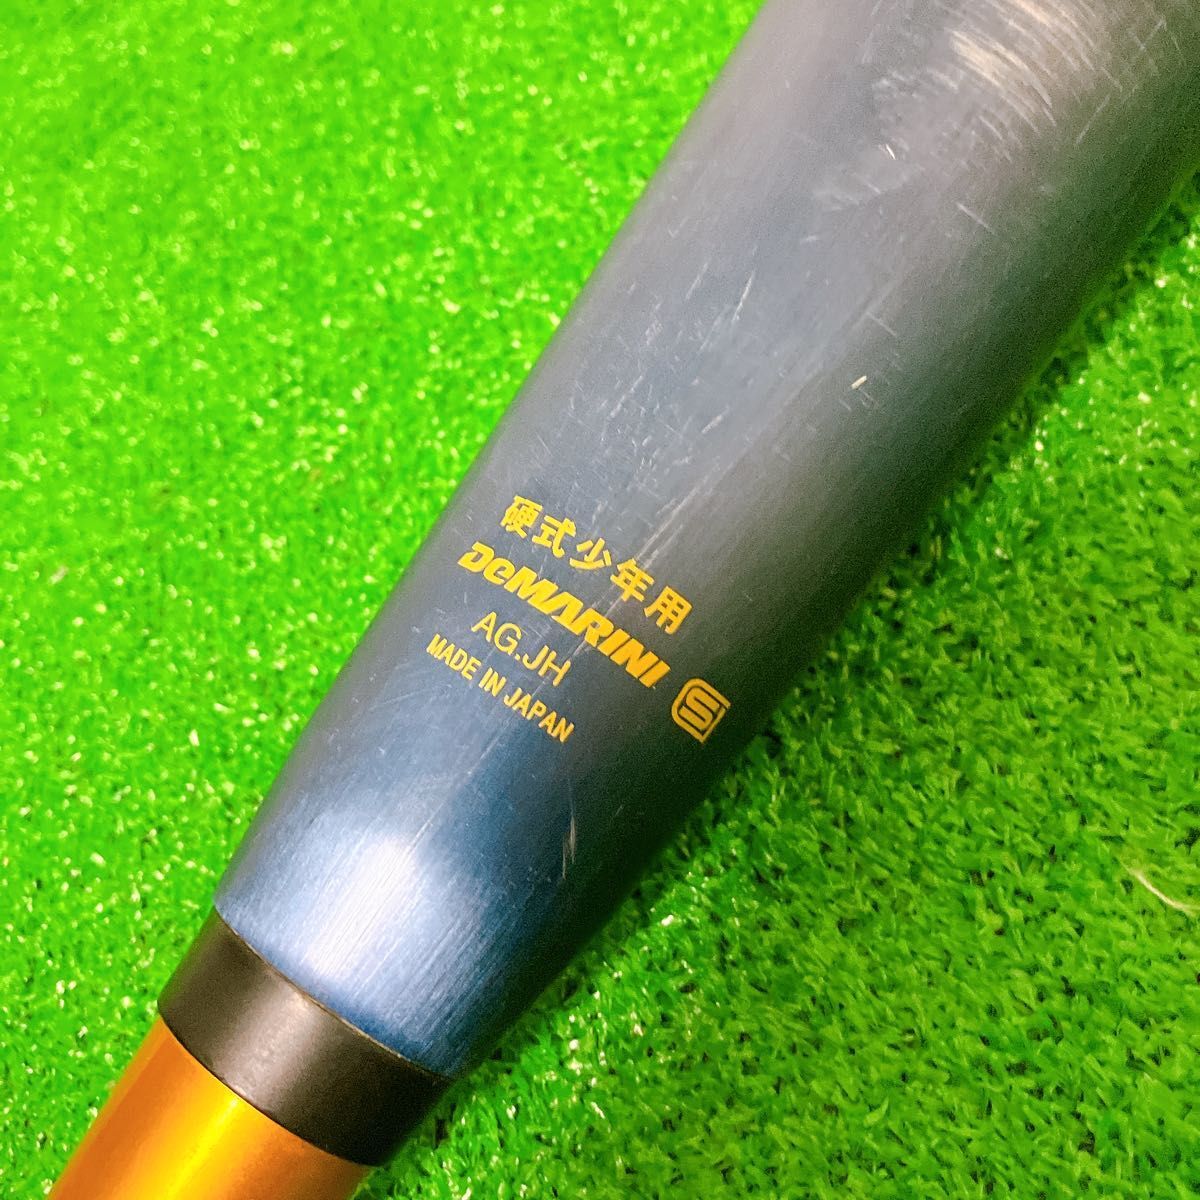 硬式少年用
DeMARINI
AG.JH
MADE IN JAPAN
S